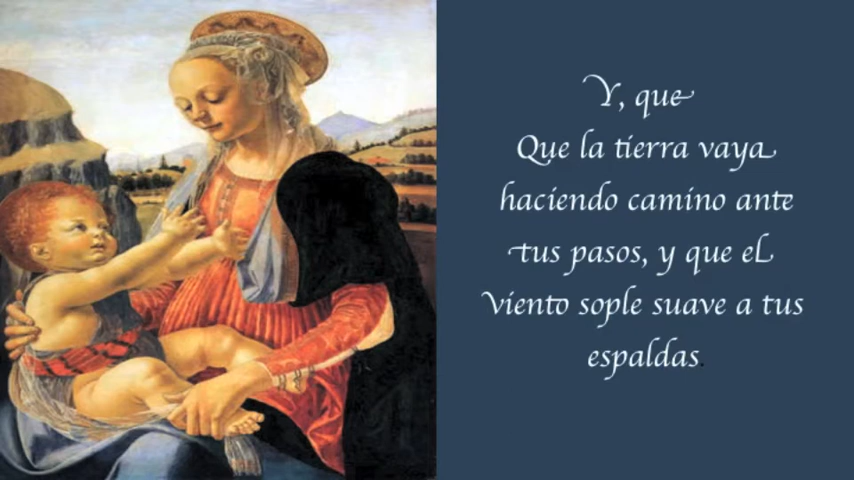 Y, que
Que la tierra vaya
haciendo camino ante
tus pasos, y que el
viento sople suave a tus
espaldas.